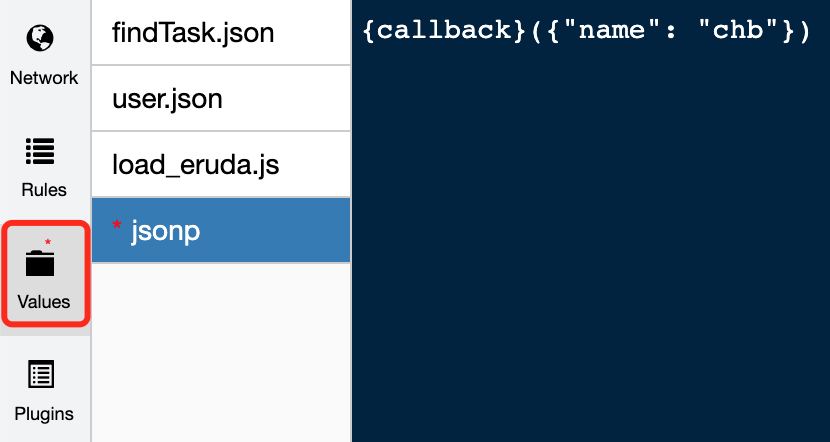 Network
Rules
*
Values
Plugins
findTask.json
user.json
load_eruda.js
* jsonp
{callback}({"name": "chb"})